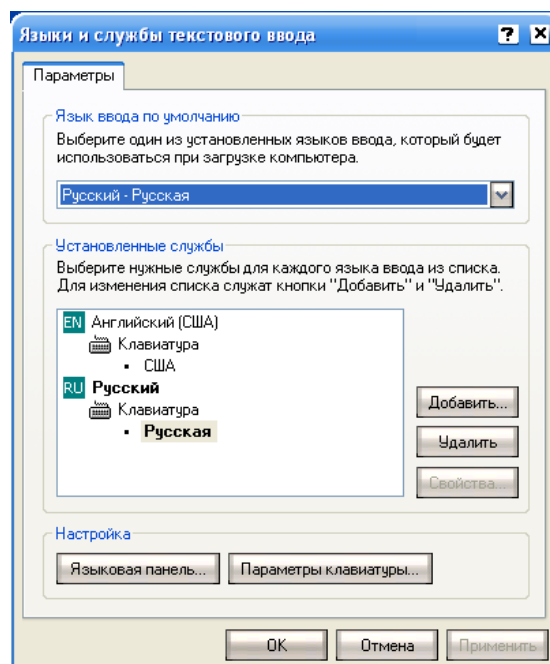 Языки и службы текстового ввода
Параметры
Язык ввода по умолчанию
Выберите один из установленных языков ввода, который будет
использоваться при загрузке компьютера.
Русский - Русская
Установленные службы
Выберите нужные службы для каждого языка ввода из списка.
Для изменения списка служат кнопки "Добавить" и "Удалить".
EN Английский (США)
Клавиатура
• США
RU Русский
Клавиатура
• Русская
Добавить...
Удалить
Свойства...
Настройка
Языковая панель... Параметры клавиатуры...
OK Отмена Применить